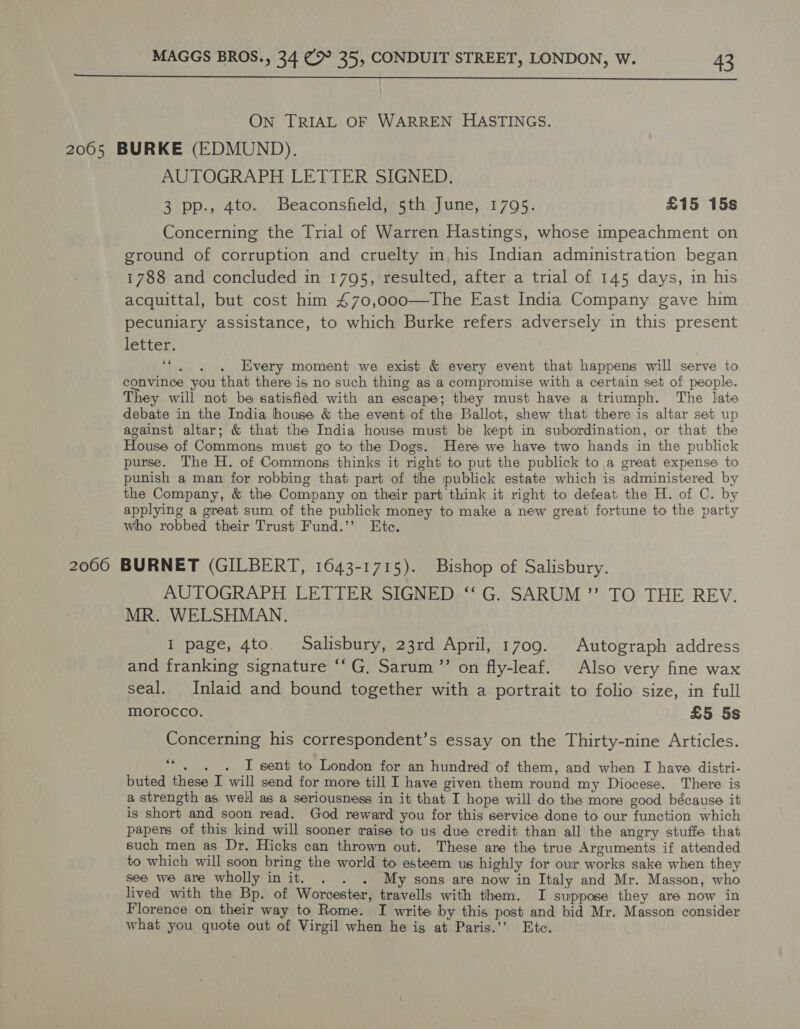 MAGGS BROS., 34 & 35, CONDUIT STREET, LONDON, W. 43
ON TRIAL OF WARREN HASTINGS.
2065 BURKE (EDMUND).
AUTOGRAPH LETTER SIGNED.
3 pp., 4to. Beaconsfield, 5th June, 1795. £15 15s
Concerning the Trial of Warren Hastings, whose impeachment on
ground of corruption and cruelty in his Indian administration began
1788 and concluded in 1795, resulted, after a trial of 145 days, in his
acquittal, but cost him £70,000—The East India Company gave him
pecuniary assistance, to which Burke refers adversely in this present
letter.
“. . . Every moment we exist & every event that happens will serve to
convince you that there is no such thing as a compromise with a certain set of people.
They will not be satisfied with an escape; they must have a triumph. The late
debate in the India house & the event of the Ballot, shew that there is altar set up
against altar; & that the India house must be kept in subordination, or that the
House of Commons must go to the Dogs. Here we have two hands in the publick
purse. The H. of Commons thinks it right to put the publick to a great expense to
punish a man for robbing that part of the publick estate which is administered by
the Company, & the Company on their part think it right to defeat the H. of C. by
applying a great sum of the publick money to make a new great fortune to the party
who robbed their Trust Fund.” Etc.
2066 BURNET (GILBERT, 1643-1715). Bishop of Salisbury.
AUTOGRAPH LETTER SIGNED “G. SARUM” TO THE REV.
MR. WELSHMAN.
1 page, 4to. Salisbury, 23rd April, 1709. Autograph address
and franking signature “G. Sarum” on fly-leaf. Also very fine wax
seal. Inlaid and bound together with a portrait to folio size, in full
morocco. £5 5s
Concerning his correspondent’s essay on the Thirty-nine Articles.
“. . . I sent to London for an hundred of them, and when I have distri-
buted these I will send for more till I have given them round my Diocese. There is
a strength as well as a seriousness in it that I hope will do the more good bécause it
is short and soon read. God reward you for this service done to our function which
papers of this kind will sooner raise to us due credit than all the angry stuffe that
such men as Dr. Hicks can thrown out. These are the true Arguments if attended
to which will soon bring the world to esteem us highly for our works sake when they
see we are wholly in it. . . . My sons are now in Italy and Mr. Masson, who
lived with the Bp. of Worcester, travells with them. I suppose they are now in
Florence on their way to Rome. I write by this post and bid Mr. Masson consider
what you quote out of Virgil when he is at Paris.” Etc.